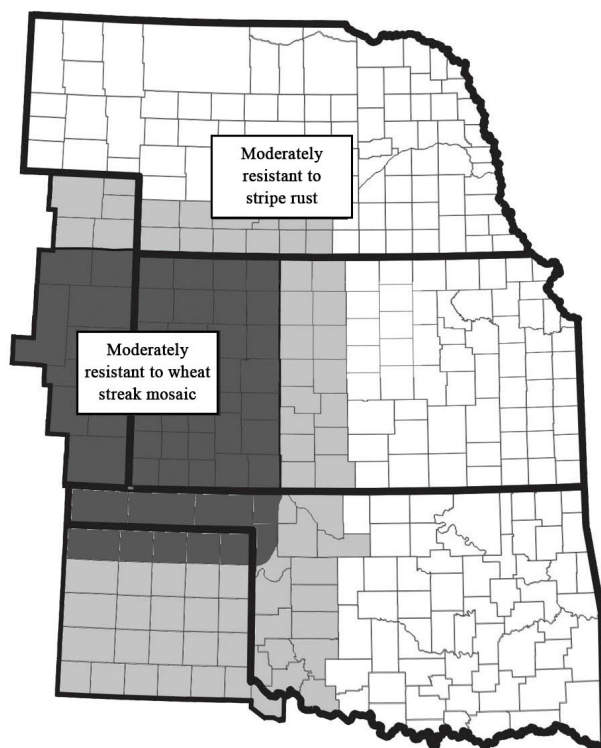 Moderately
resistant to
stripe rust
Moderately
resistant to wheat
streak mosaic